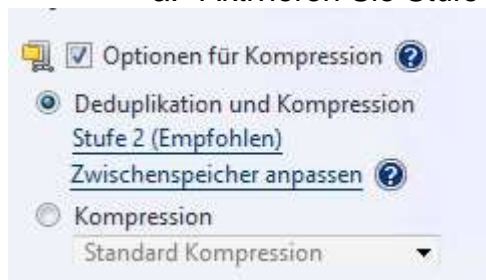 Optionen für Kompression
Deduplikation und Kompression
Stufe 2 (Empfohlen)
Zwischenspeicher anpassen
Kompression
Standard Kompression